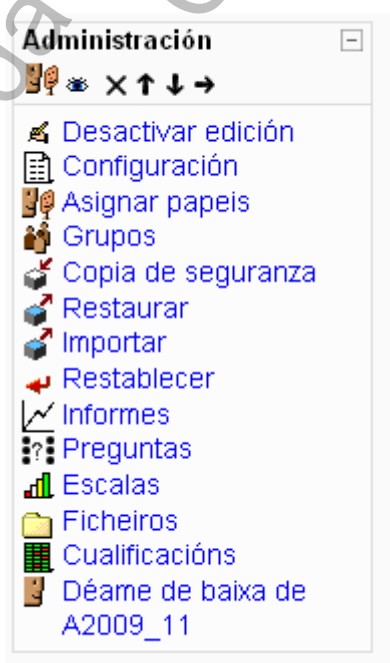 Administración
Desactivar edición
Configuración
Asignar papeis
Grupos
Copia de seguranza
Restaurar
Importar
Restablecer
Informes
Preguntas
Escalas
Ficheiros
Cualificacións
Déame de baixa de
A2009_11